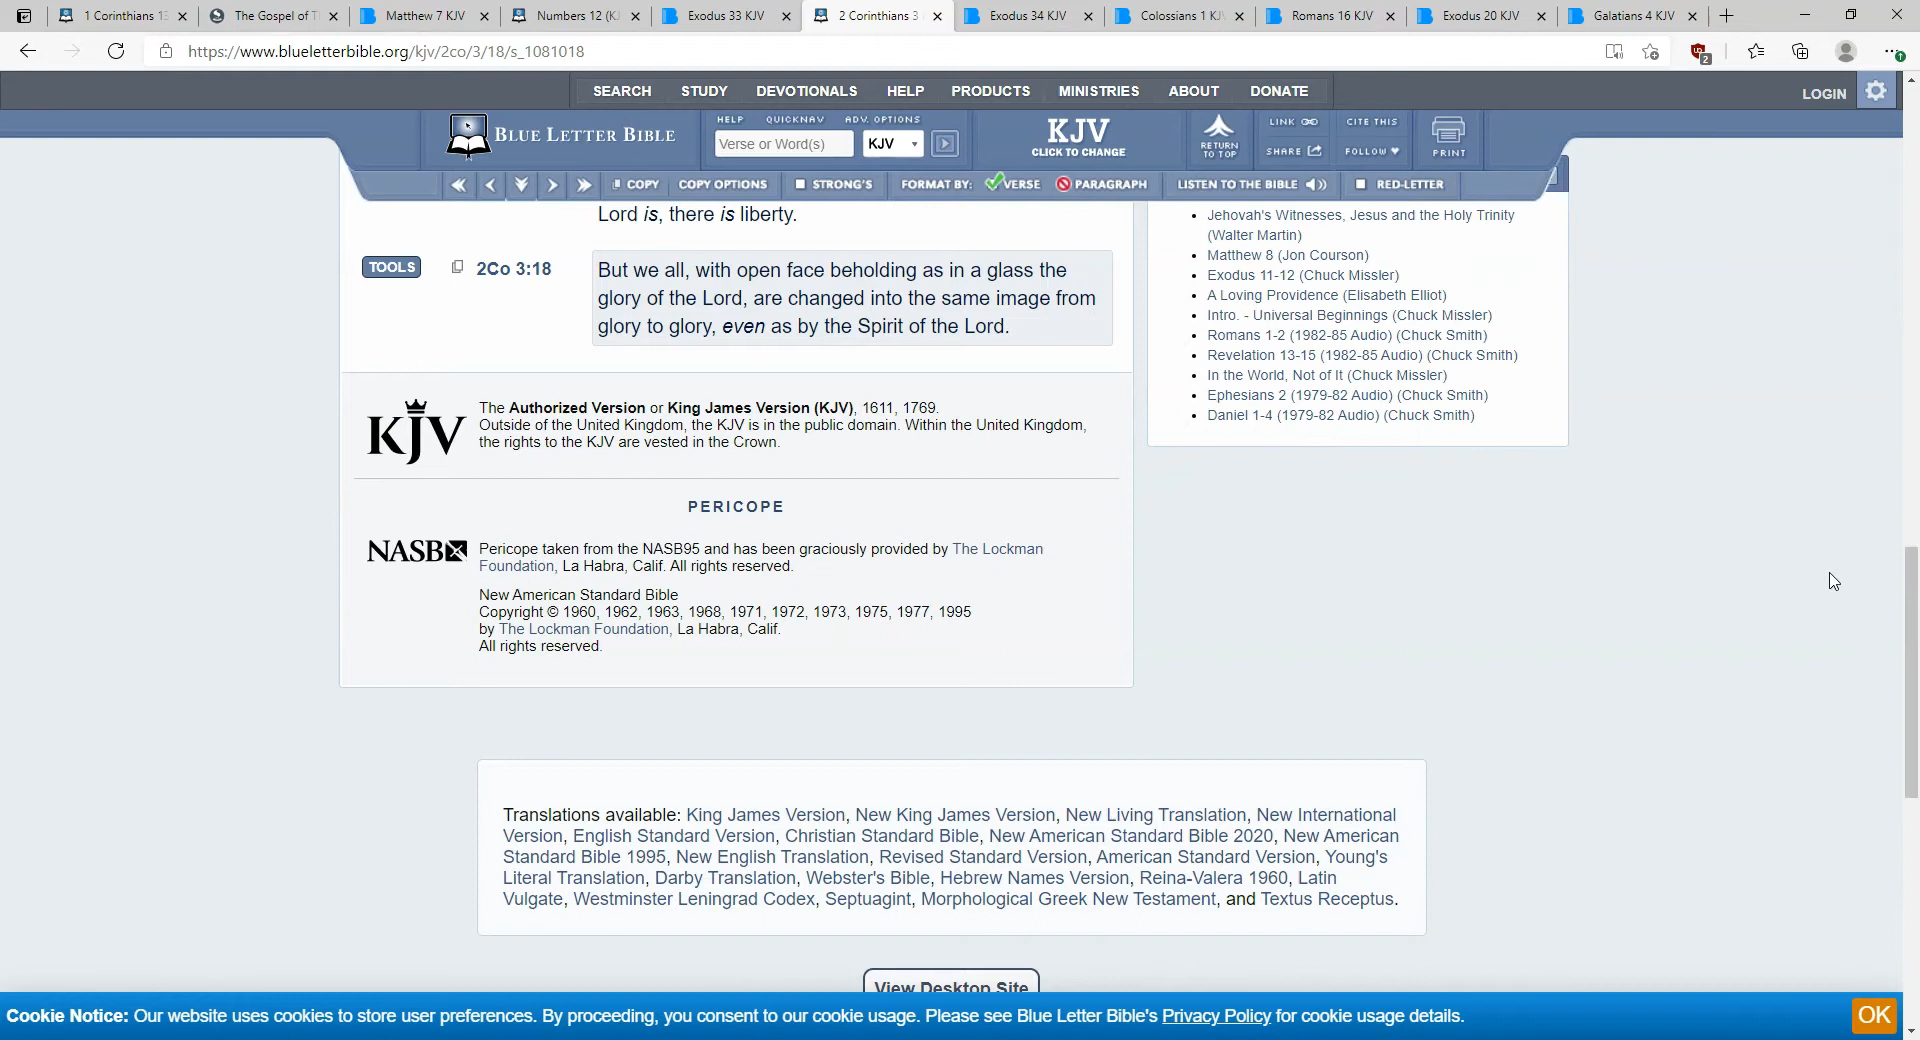 1 Corinthians 13
The Gospel of T
Matthew 7 KJV
Numbers 12 (K
Exodus 33 KJV
2 Corinthians 3
Exodus 34 KJV
Colossians 1 KJ
Romans 16 KJV
Exodus 20 KJV
Galatians 4 KJV
https://www.blueletterbible.org/kjv/2co/3/18/s_1081018
2
SEARCH STUDY DEVOTIONALS HELP PRODUCTS MINISTRIES ABOUT DONATE
LOGIN
BLUE LETTER BIBLE
HELP QUICKNAV ADV. OPTIONS
Verse or Word(s) KJV
KJV
CLICK TO CHANGE
RETURN
TO TOP
LINK CITE THIS
SHARE FOLLOW
PRINT
COPY COPY OPTIONS STRONG'S FORMAT BY: VERSE PARAGRAPH LISTEN TO THE BIBLE RED-LETTER
Lord is, there is liberty.
TOOLS 2Co 3:18 But we all, with open face beholding as in a glass the
glory of the Lord, are changed into the same image from
glory to glory, even as by the Spirit of the Lord.
KJV
The Authorized Version or King James Version (KJV), 1611, 1769.
Outside of the United Kingdom, the KJV is in the public domain. Within the United Kingdom,
the rights to the KJV are vested in the Crown.
PERICOPE
NASB
Pericope taken from the NASB95 and has been graciously provided by The Lockman
Foundation, La Habra, Calif. All rights reserved.
New American Standard Bible
Copyright © 1960, 1962, 1963, 1968, 1971, 1972, 1973, 1975, 1977, 1995
by The Lockman Foundation, La Habra, Calif.
All rights reserved.
Jehovah's Witnesses, Jesus and the Holy Trinity
(Walter Martin)
Matthew 8 (Jon Courson)
Exodus 11-12 (Chuck Missler)
A Loving Providence (Elisabeth Elliot)
Intro. - Universal Beginnings (Chuck Missler)
Romans 1-2 (1982-85 Audio) (Chuck Smith)
Revelation 13-15 (1982-85 Audio) (Chuck Smith)
In the World, Not of It (Chuck Missler)
Ephesians 2 (1979-82 Audio) (Chuck Smith)
Daniel 1-4 (1979-82 Audio) (Chuck Smith)
Translations available: King James Version, New King James Version, New Living Translation, New International
Version, English Standard Version, Christian Standard Bible, New American Standard Bible 2020, New American
Standard Bible 1995, New English Translation, Revised Standard Version, American Standard Version, Young's
Literal Translation, Darby Translation, Webster's Bible, Hebrew Names Version, Reina-Valera 1960, Latin
Vulgate, Westminster Leningrad Codex, Septuagint, Morphological Greek New Testament, and Textus Receptus.
View Desktop Site
Cookie Notice: Our website uses cookies to store user preferences. By proceeding, you consent to our cookie usage. Please see Blue Letter Bible's Privacy Policy for cookie usage details.
OK